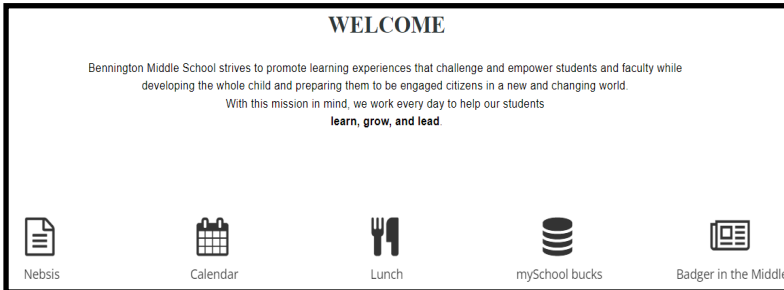 WELCOME
Bennington Middle School strives to promote learning experiences that challenge and empower students and faculty while
developing the whole child and preparing them to be engaged citizens in a new and changing world.
With this mission in mind, we work every day to help our students
learn, grow, and lead.
Nebsis Calendar Lunch mySchool bucks Badger in the Middle